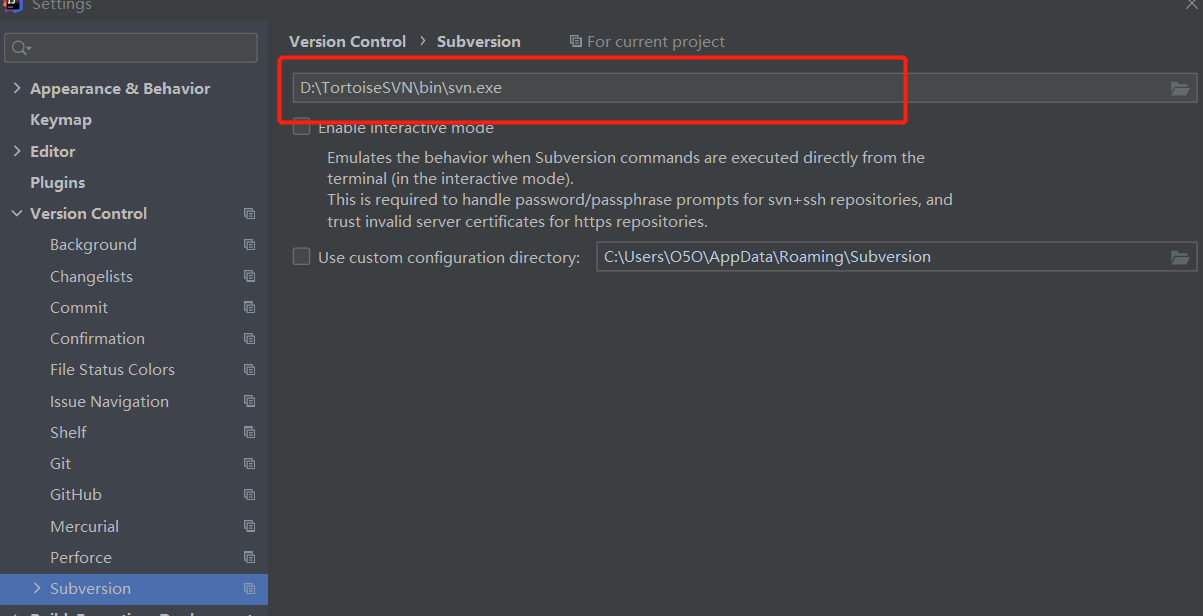 Settings
Version Control › Subversion For current project
D:\TortoiseSVN\bin\svn.exe
Enable interactive mode
Emulates the behavior when Subversion commands are executed directly from the
terminal (in the interactive mode).
This is required to handle password/passphrase prompts for svn+ssh repositories, and
trust invalid server certificates for https repositories.
Use custom configuration directory: C:\Users\O5O\AppData\Roaming\Subversion
Appearance & Behavior
Keymap
Editor
Plugins
Version Control
Background
Changelists
Commit
Confirmation
File Status Colors
Issue Navigation
Shelf
Git
GitHub
Mercurial
Perforce
Subversion